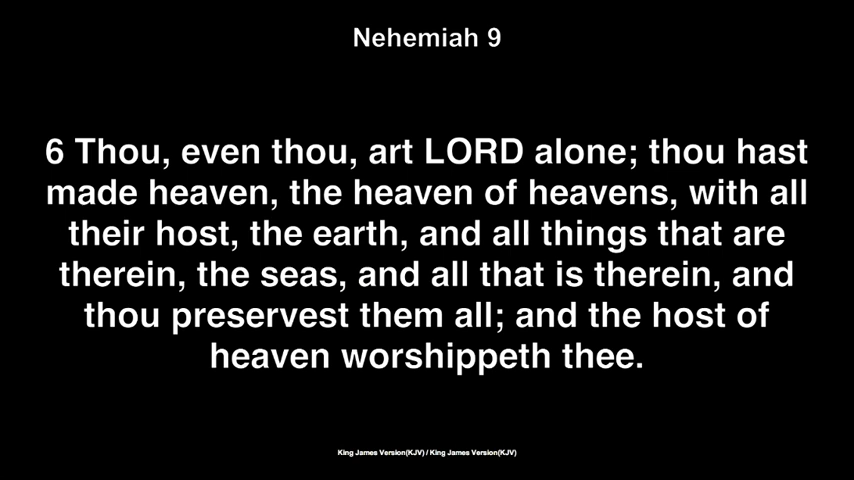 Nehemiah 9
6 Thou, even thou, art LORD alone; thou hast
made heaven, the heaven of heavens, with all
their host, the earth, and all things that are
therein, the seas, and all that is therein, and
thou preservest them all; and the host of
heaven worshippeth thee.
King James Version(KJV) / King James Version(KJV)